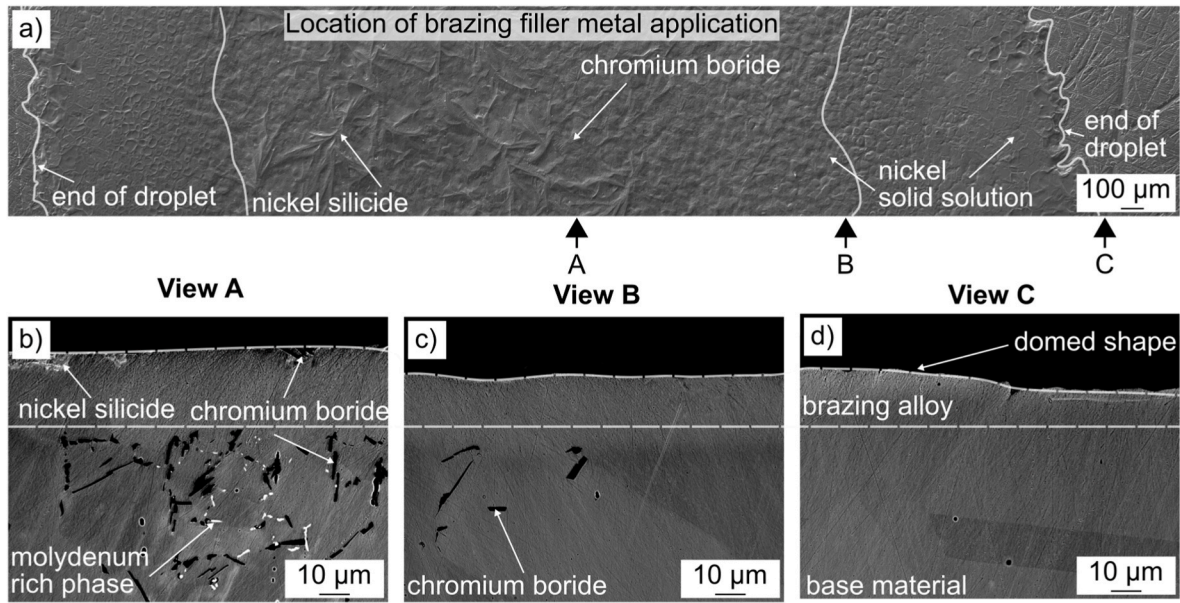 a)
Location of brazing filler metal application
chromium boride
end of droplet
nickel silicide
nickel
solid solution
end of
droplet
100 µm
A
B
C
View A
View B
View C
b)
nickel silicide
chromium boride
molydenum
rich phase
10 µm
c)
chromium boride
10 µm
d)
domed shape
brazing alloy
base material
10 µm